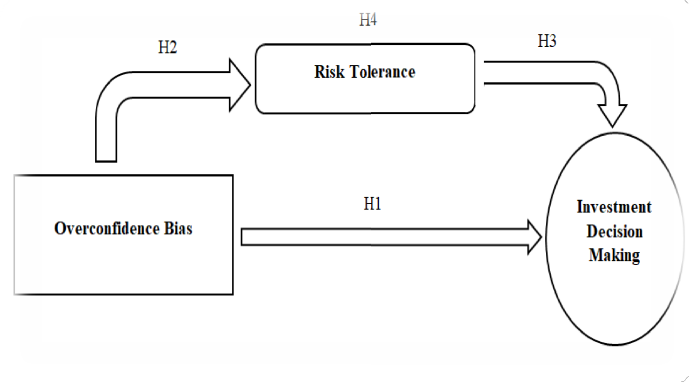 H4
H2
H3
Risk Tolerance
H1
Overconfidence Bias
Investment
Decision
Making